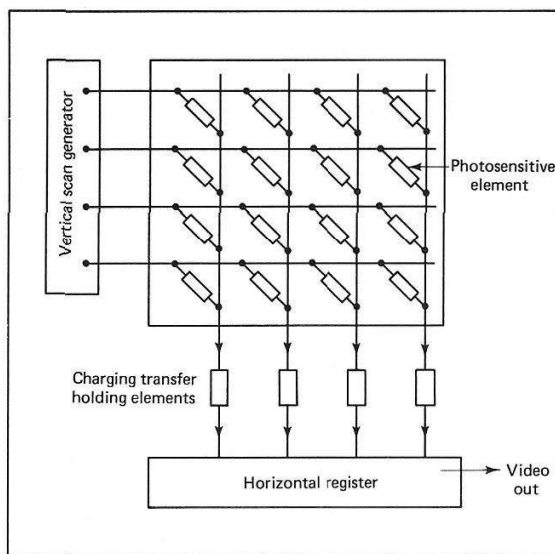 Vertical scan generator
Photosensitive
element
Charging transfer
holding elements
Horizontal register
Video
out